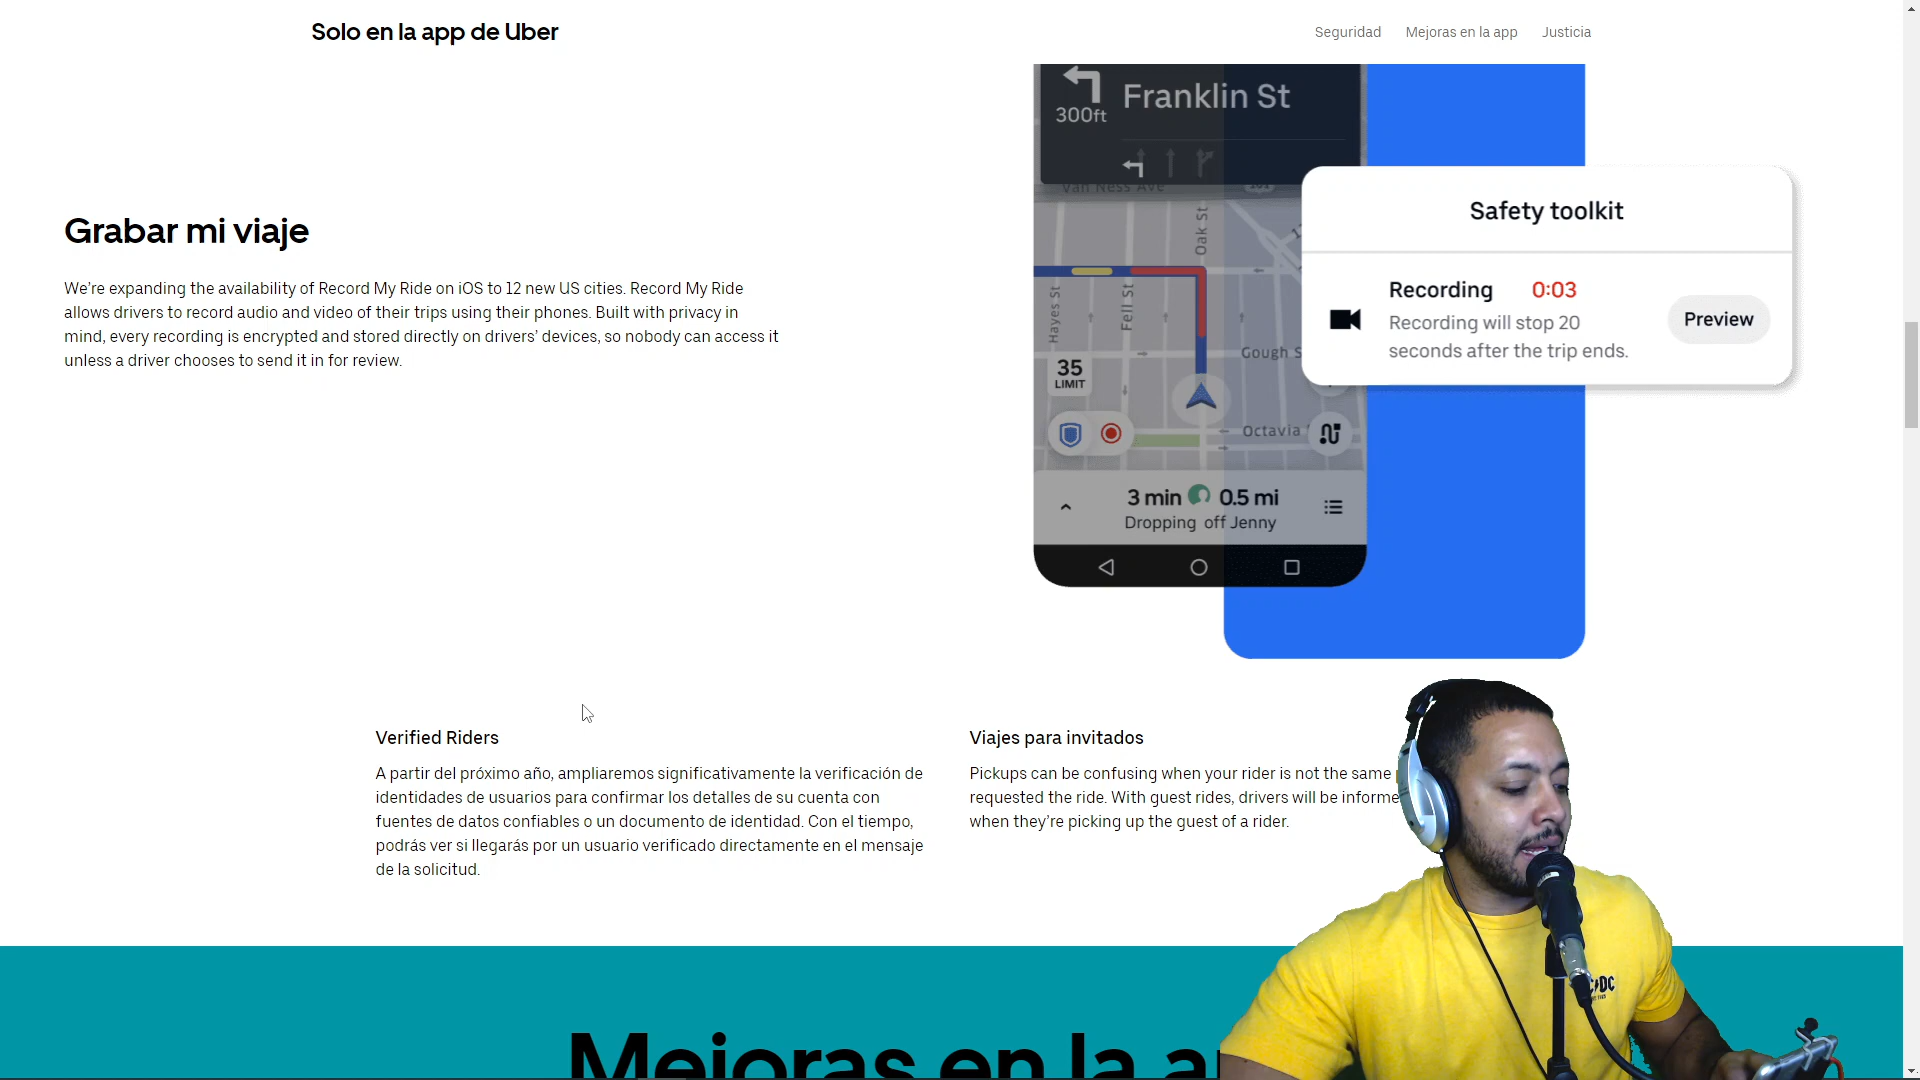 Solo en la app de Uber
Seguridad
Mejoras en la app
Justicia
300ft
Franklin St
Van Ness Ave
Oak St
Hayes St
Fell St
Gough S
35
LIMIT
Octavia
3 min
0.5 mi
Dropping off Jenny
Safety toolkit
Recording
0:03
Recording will stop 20
seconds after the trip ends.
Preview
Grabar mi viaje
We’re expanding the availability of Record My Ride on iOS to 12 new US cities. Record My Ride
allows drivers to record audio and video of their trips using their phones. Built with privacy in
mind, every recording is encrypted and stored directly on drivers’ devices, so nobody can access it
unless a driver chooses to send it in for review.
Verified Riders
A partir del próximo año, ampliaremos significativamente la verificación de
identidades de usuarios para confirmar los detalles de su cuenta con
fuentes de datos confiables o un documento de identidad. Con el tiempo,
podrás ver si llegarás por un usuario verificado directamente en el mensaje
de la solicitud.
Viajes para invitados
Pickups can be confusing when your rider is not the same
requested the ride. With guest rides, drivers will be informe
when they’re picking up the guest of a rider.
Mejoras en la a